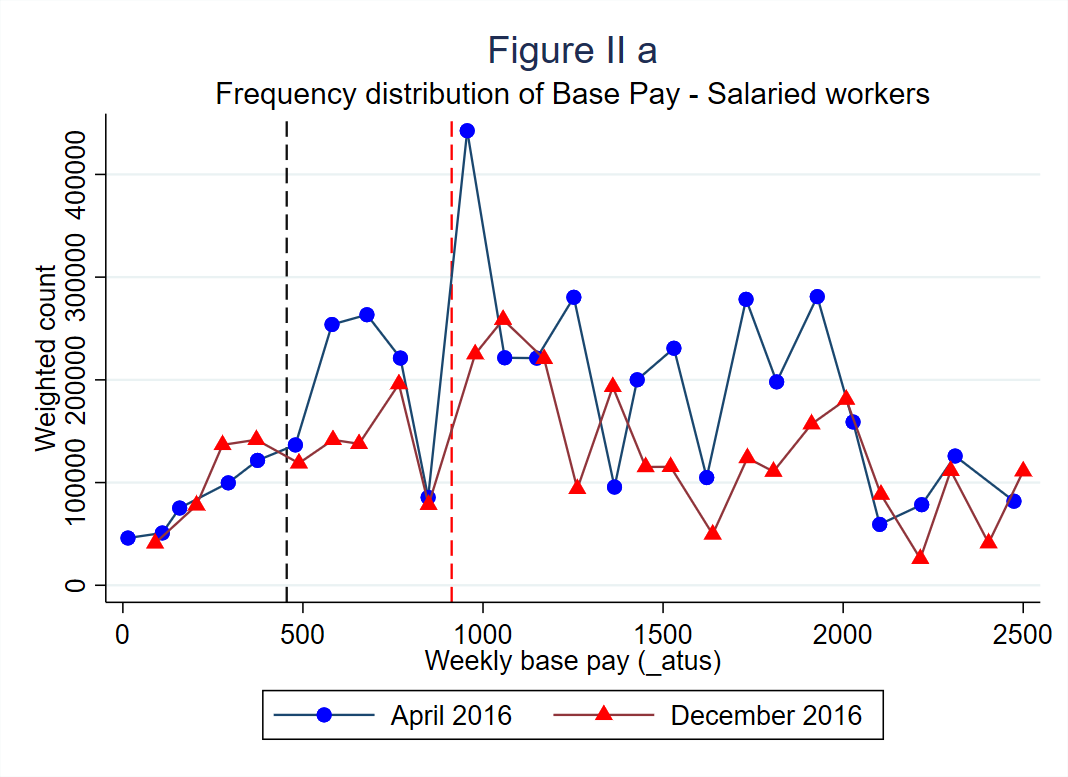 Figure II a
Frequency distribution of Base Pay - Salaried workers
Weighted count
400000
300000
200000
100000
0
0 500 1000 1500 2000 2500
Weekly base pay (_atus)
April 2016 December 2016